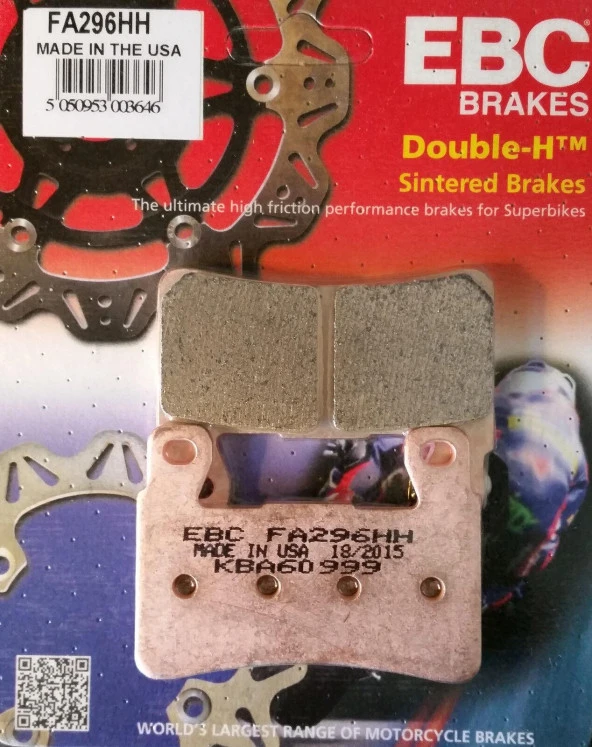 FA296HH
MADE IN THE USA
5 050953 003646
EBC
BRAKES
Double-H™
Sintered Brakes
The ultimate high friction performance brakes for Superbikes
EBC FA296HH
MADE IN USA 18/2015
KBA60999
WORLD'S LARGEST RANGE OF MOTORCYCLE BRAKES